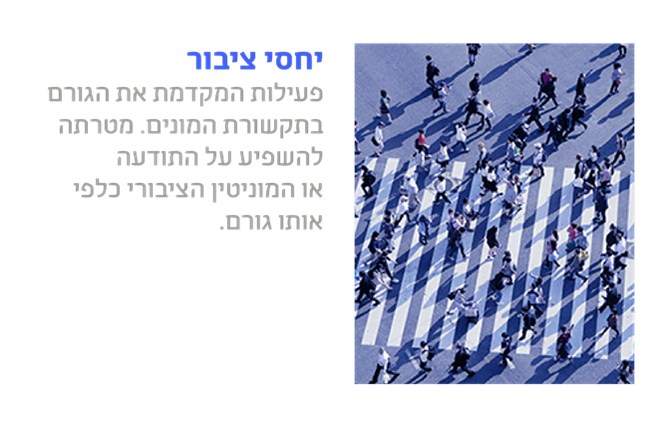 יחסי ציבור
פעילות המקדמת את הגורם
בתקשורת המונים. מטרתה
להשפיע על התודעה
או המוניטין הציבורי כלפי
אותו גורם.